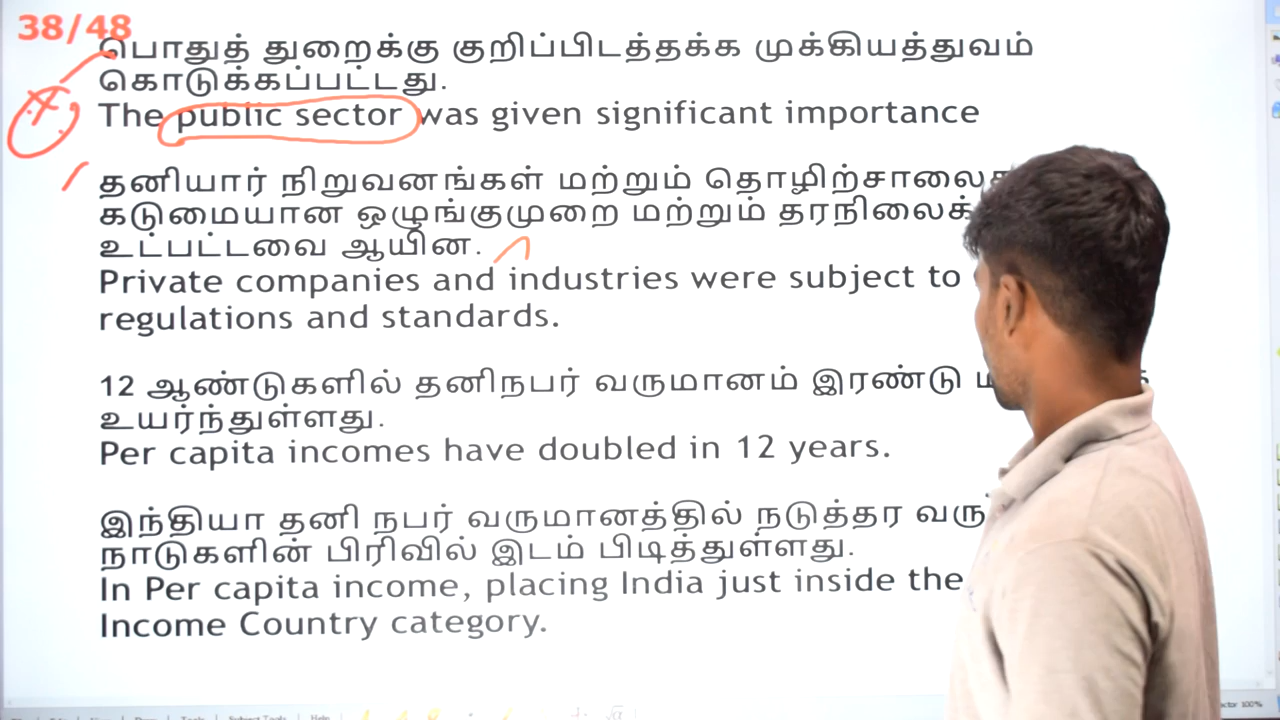 38/48
பொதுத் துறைக்கு குறிப்பிடத்தக்க முக்கியத்துவம்
கொடுக்கப்பட்டது.
The public sector was given significant importance
தனியார் நிறுவனங்கள் மற்றும்
கடுமையான ஒழுங்குமுறை மற்றும்
உட்பட்டவை ஆயின.
Private companies and industries were subject to
regulations and standards.
12 ஆண்டுகளில் தனிநபர் வருமானம் இரண்டு
உயர்ந்துள்ளது.
Per capita incomes have doubled in 12 years.
இந்தியா தனி நபர் வருமானத்தில் நடுத்தர
நாடுகளின் பிரிவில் இடம் பிடித்துள்ளது.
In Per capita income, placing India just inside the
Income Country category.
Subject Tools Help
100%